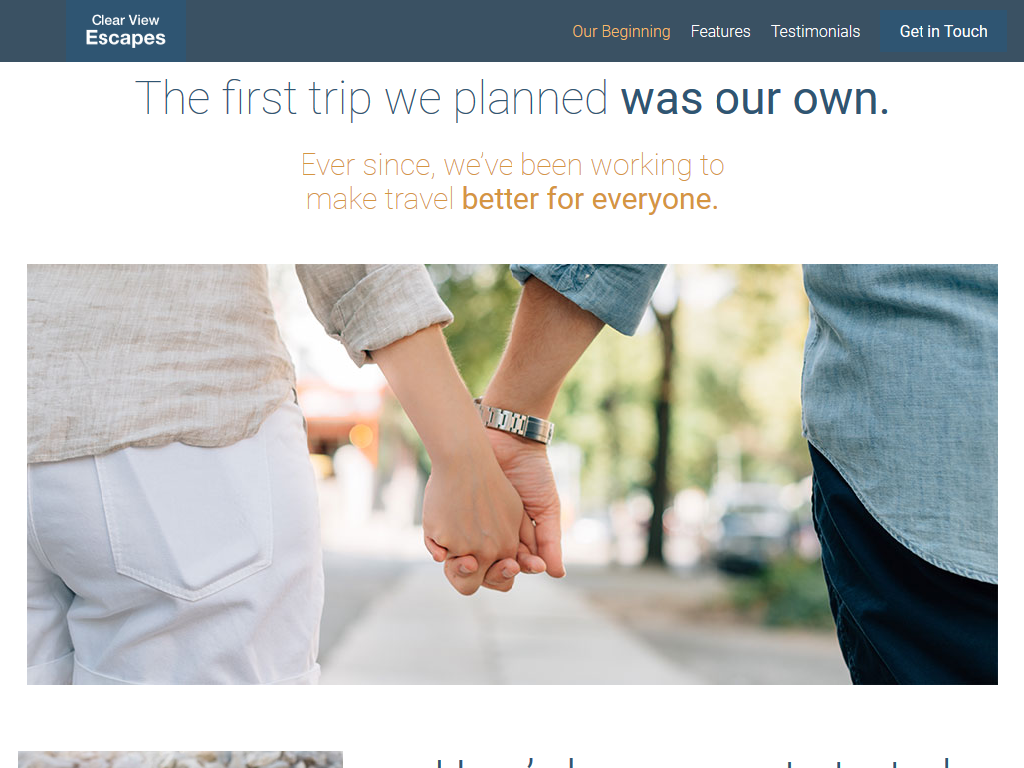 Clear View
Escapes
Our Beginning
Features
Testimonials
Get in Touch
The first trip we planned was our own.
Ever since, we've been working to
make travel better for everyone.